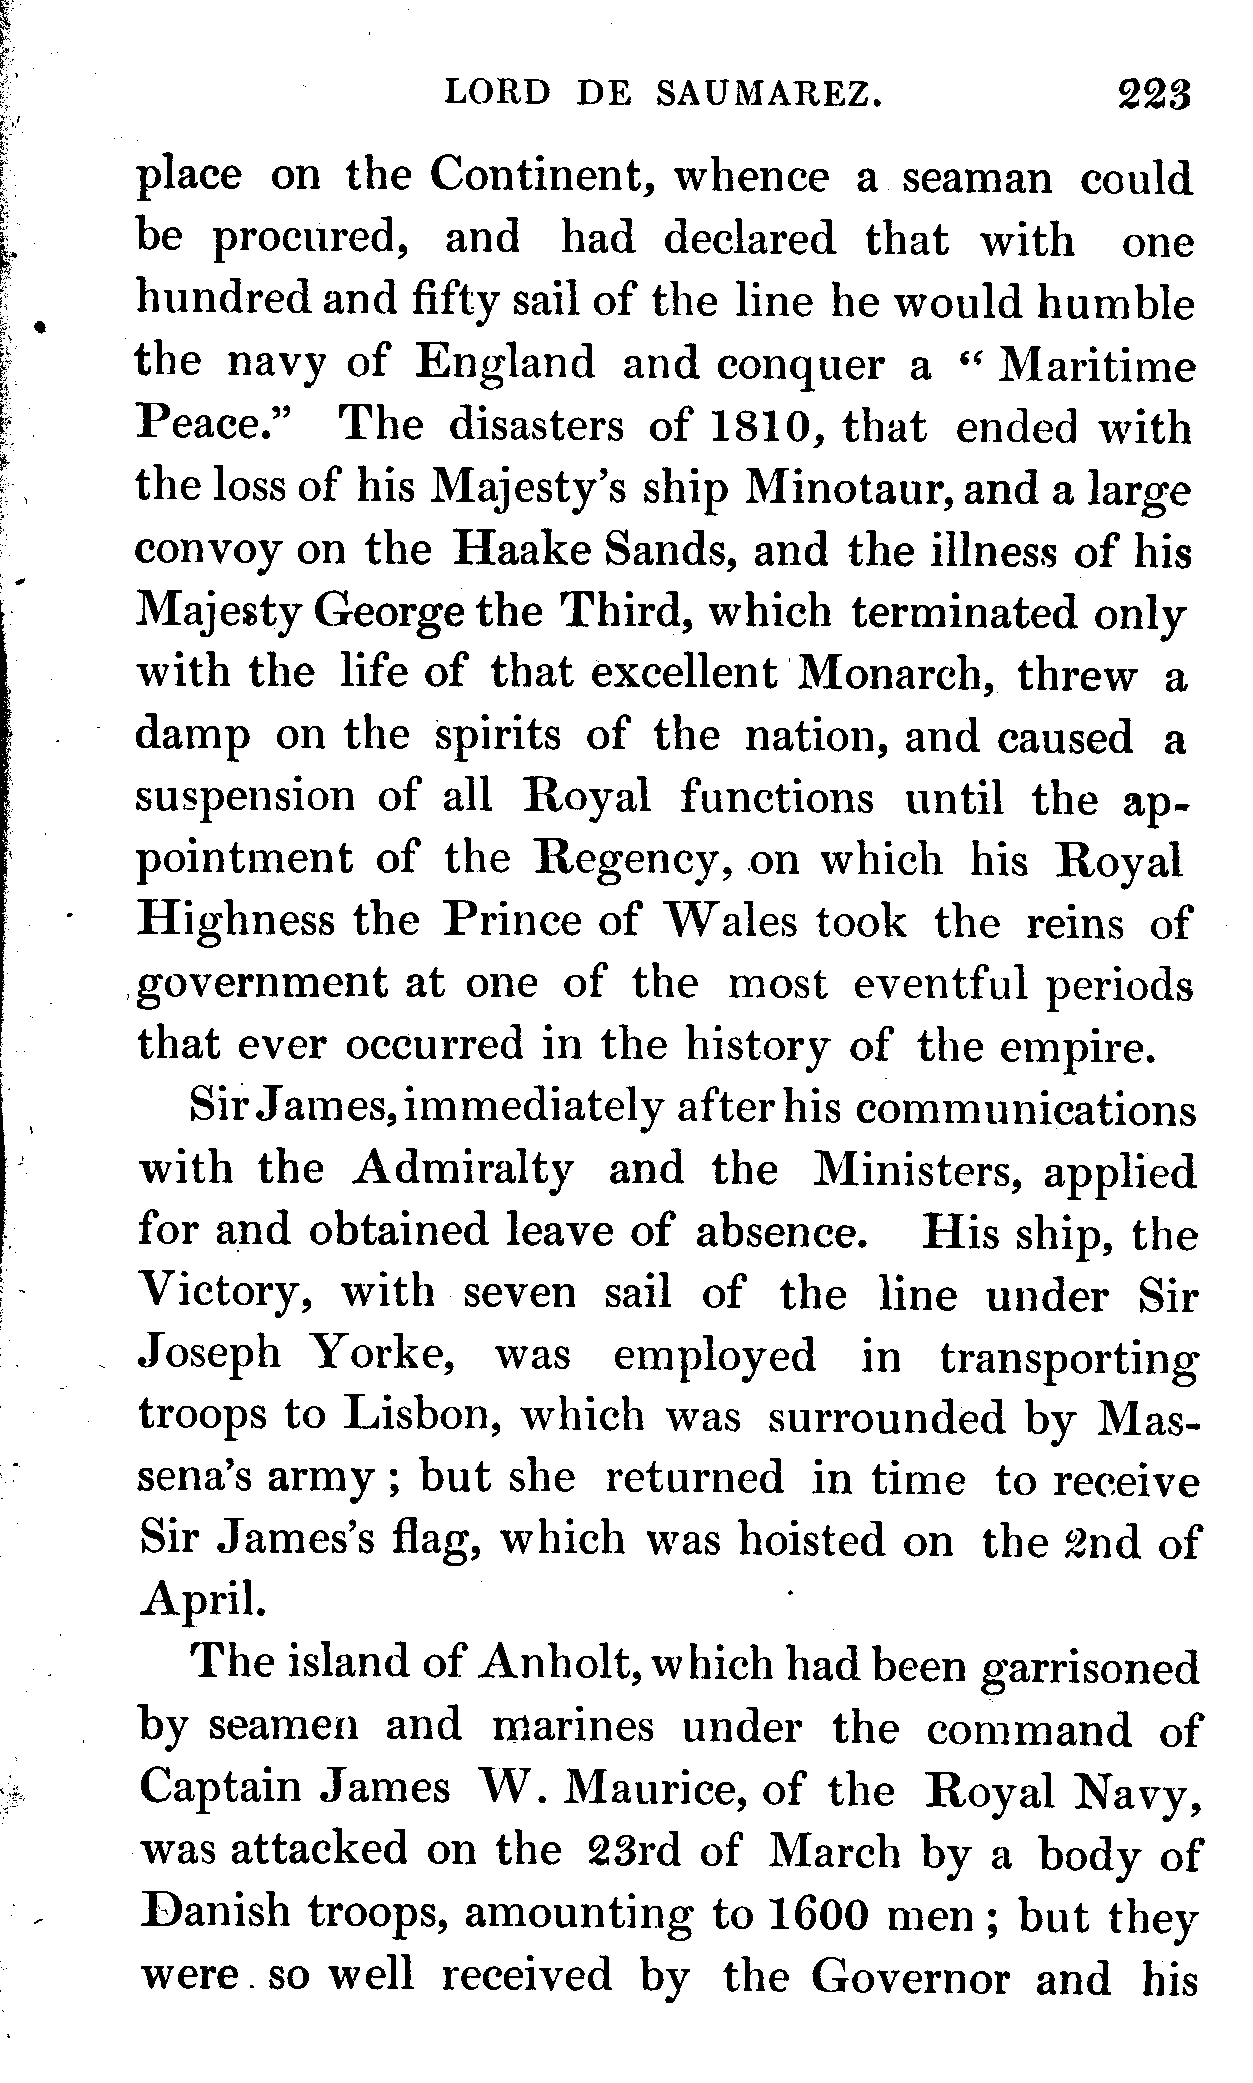 LORD DE SAUMAREZ. 223
place on the Continent, whence a seaman could
be procured, and had declared that with one
hundred and fifty sail of the line he would humble
the navy of England and conquer a “ Maritime
Peace.” The disasters of 1810, that ended with
the loss of his Majesty’s ship Minotaur, and a large
convoy on the Haake Sands, and the illness of his
Majesty George the Third, which terminated only
with the life of that excellent Monarch, threw a
damp on the spirits of the nation, and caused a
suspension of all Royal functions until the ap-
pointment of the Regency, on which his Royal
Highness the Prince of Wales took the reins of
government at one of the most eventful periods
that ever occurred in the history of the empire.
Sir James, immediately after his communications
with the Admiralty and the Ministers, applied
for and obtained leave of absence. His ship, the
Victory, with seven sail of the line under Sir
Joseph Yorke, was employed in transporting
troops to Lisbon, which was surrounded by Mas-
sena’s army ; but she returned in time to receive
Sir James’s flag, which was hoisted on the 2nd of
April.
The island of Anholt, which had been garrisoned
by seamen and marines under the command of
Captain James W. Maurice, of the Royal Navy,
was attacked on the 23rd of March by a body of
Danish troops, amounting to 1600 men ; but they
were so well received by the Governor and his